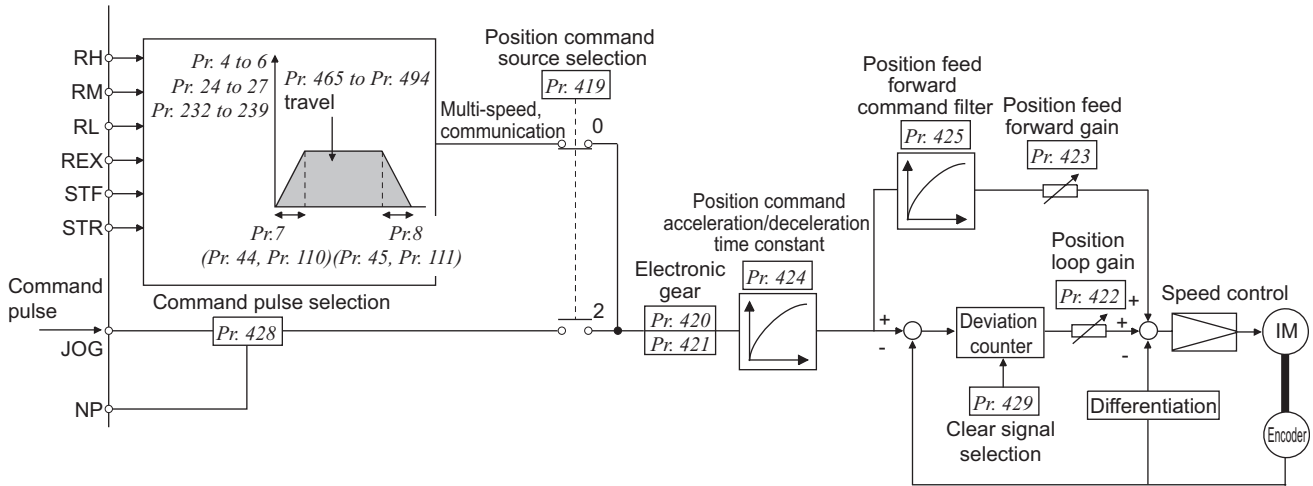 RH
RM
RL
REX
STF
STR
Pr. 4 to 6
Pr. 24 to 27
Pr. 232 to 239
Pr. 465 to Pr. 494
travel
Pr.7
(Pr. 44, Pr. 110)
Pr.8
(Pr. 45, Pr. 111)
Multi-speed,
communication
Position command
source selection
Pr. 419
0
2
Command
pulse
JOG
NP
Command pulse selection
Pr. 428
Electronic
gear
Pr. 420
Pr. 421
Position command
acceleration/deceleration
time constant
Pr. 424
Position feed
forward
command filter
Pr. 425
Position feed
forward gain
Pr. 423
+
-
Deviation
counter
Pr. 429
Clear signal
selection
Position
loop gain
Pr. 422
+
+
-
Speed control
Differentiation
IM
Encoder